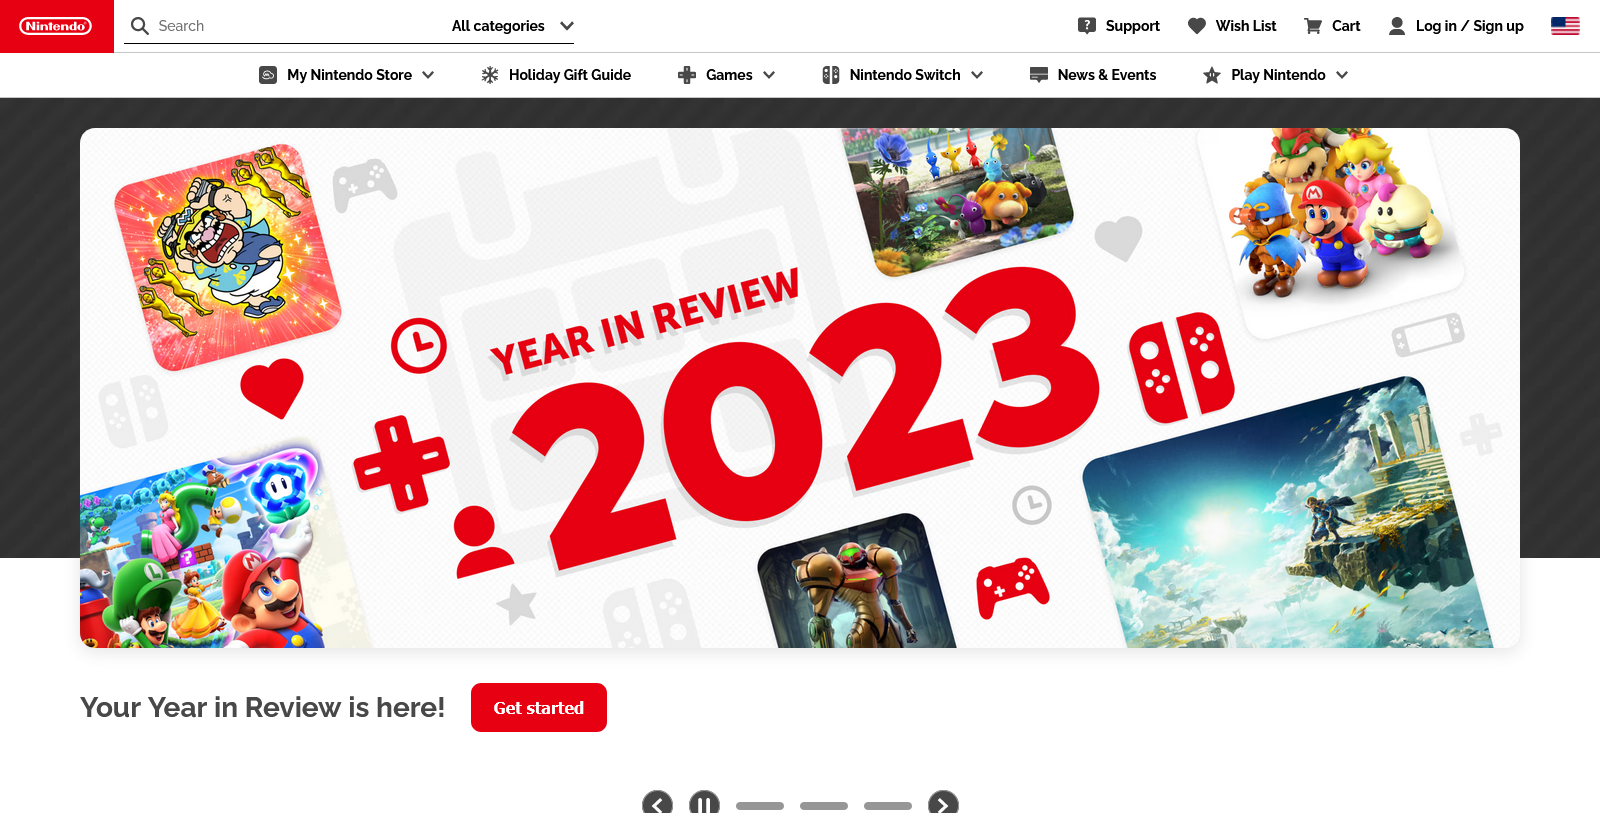 Nintendo
Search
All categories
Support
Wish List
Cart
Log in / Sign up
My Nintendo Store
Holiday Gift Guide
Games
Nintendo Switch
News & Events
Play Nintendo
YEAR IN REVIEW
2023
Your Year in Review is here!
Get started